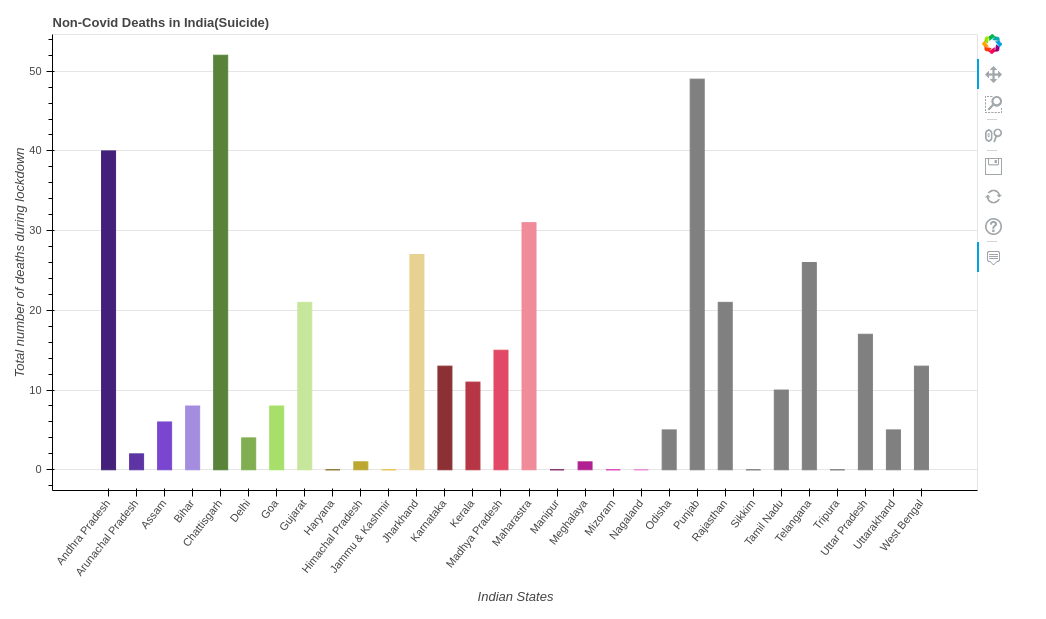 Non-Covid Deaths in India(Suicide)
Total number of deaths during lockdown
50
40
30
20
10
0
Andhra Pradesh
Arunachal Pradesh
Assam
Bihar
Chattisgarh
Delhi
Goa
Gujarat
Haryana
Himachal Pradesh
Jammu & Kashmir
Jharkhand
Karnataka
Kerala
Madhya Pradesh
Maharastra
Manipur
Meghalaya
Mizoram
Nagaland
Odisha
Punjab
Rajasthan
Sikkim
Tamil Nadu
Telangana
Tripura
Uttar Pradesh
Uttarakhand
West Bengal
Indian States